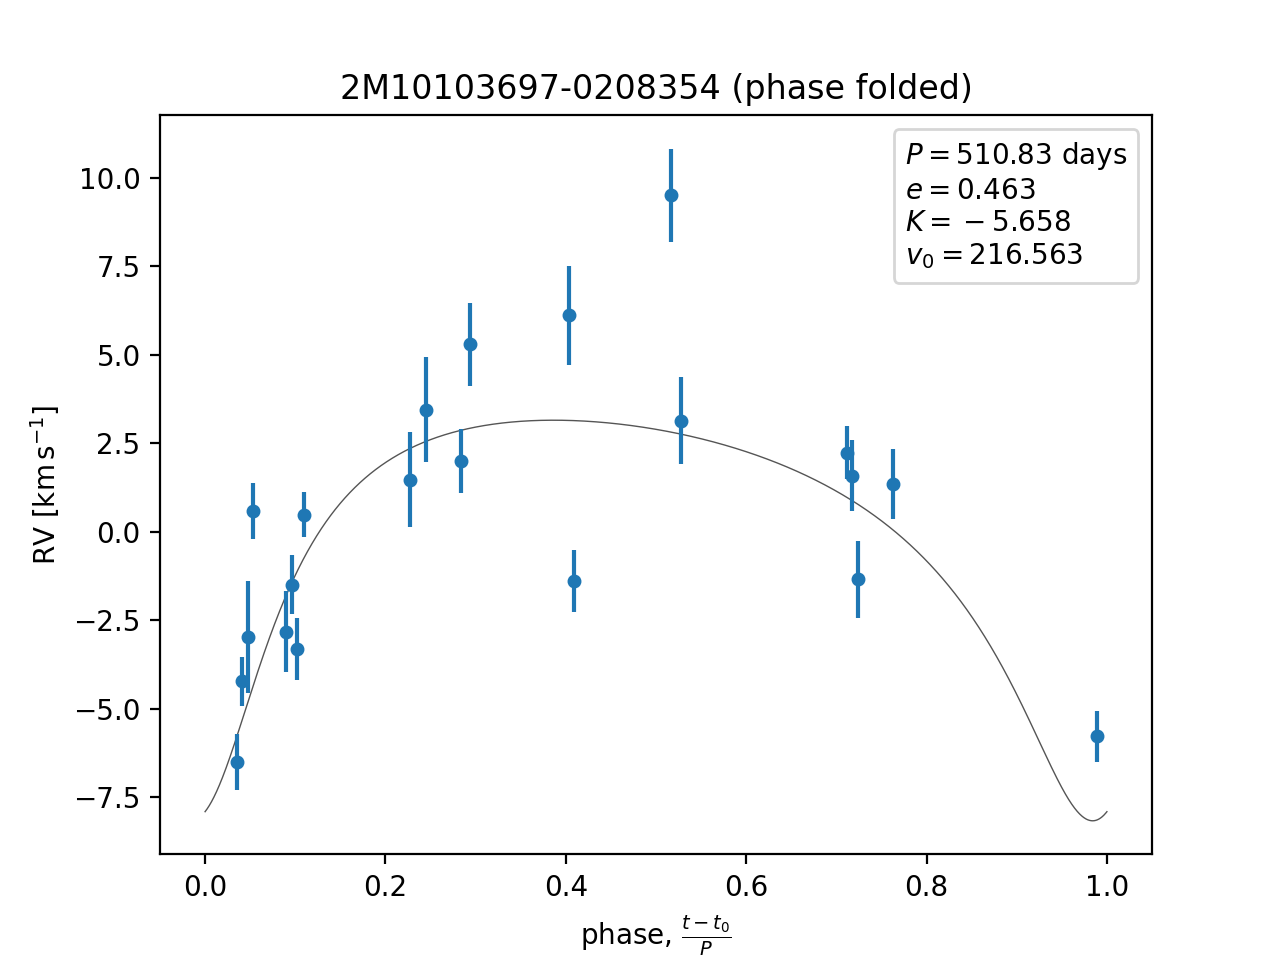 2M10103697-0208354 (phase folded)
P = 510.83 days
e = 0.463
K = −5.658
v₀ = 216.563
10.0
7.5
5.0
2.5
0.0
−2.5
−5.0
−7.5
RV [km s⁻¹]
0.0 0.2 0.4 0.6 0.8 1.0
phase, (t − t₀)/P